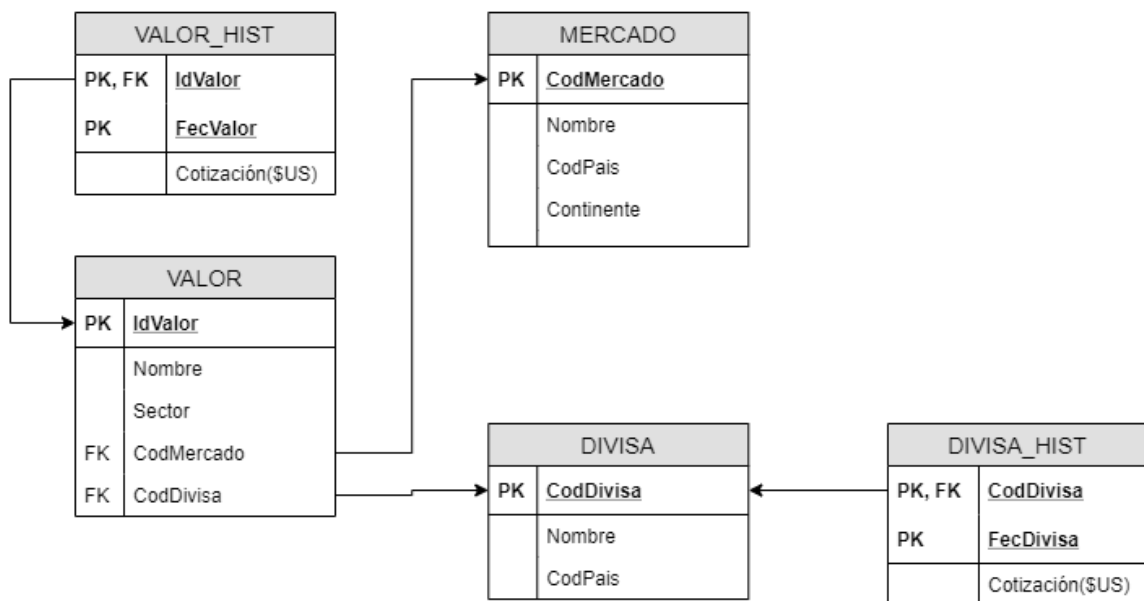 VALOR_HIST
PK, FK IdValor
PK FecValor
Cotización($US)
MERCADO
PK CodMercado
Nombre
CodPais
Continente
VALOR
PK IdValor
Nombre
Sector
FK CodMercado
FK CodDivisa
DIVISA
PK CodDivisa
Nombre
CodPais
DIVISA_HIST
PK, FK CodDivisa
PK FecDivisa
Cotización($US)